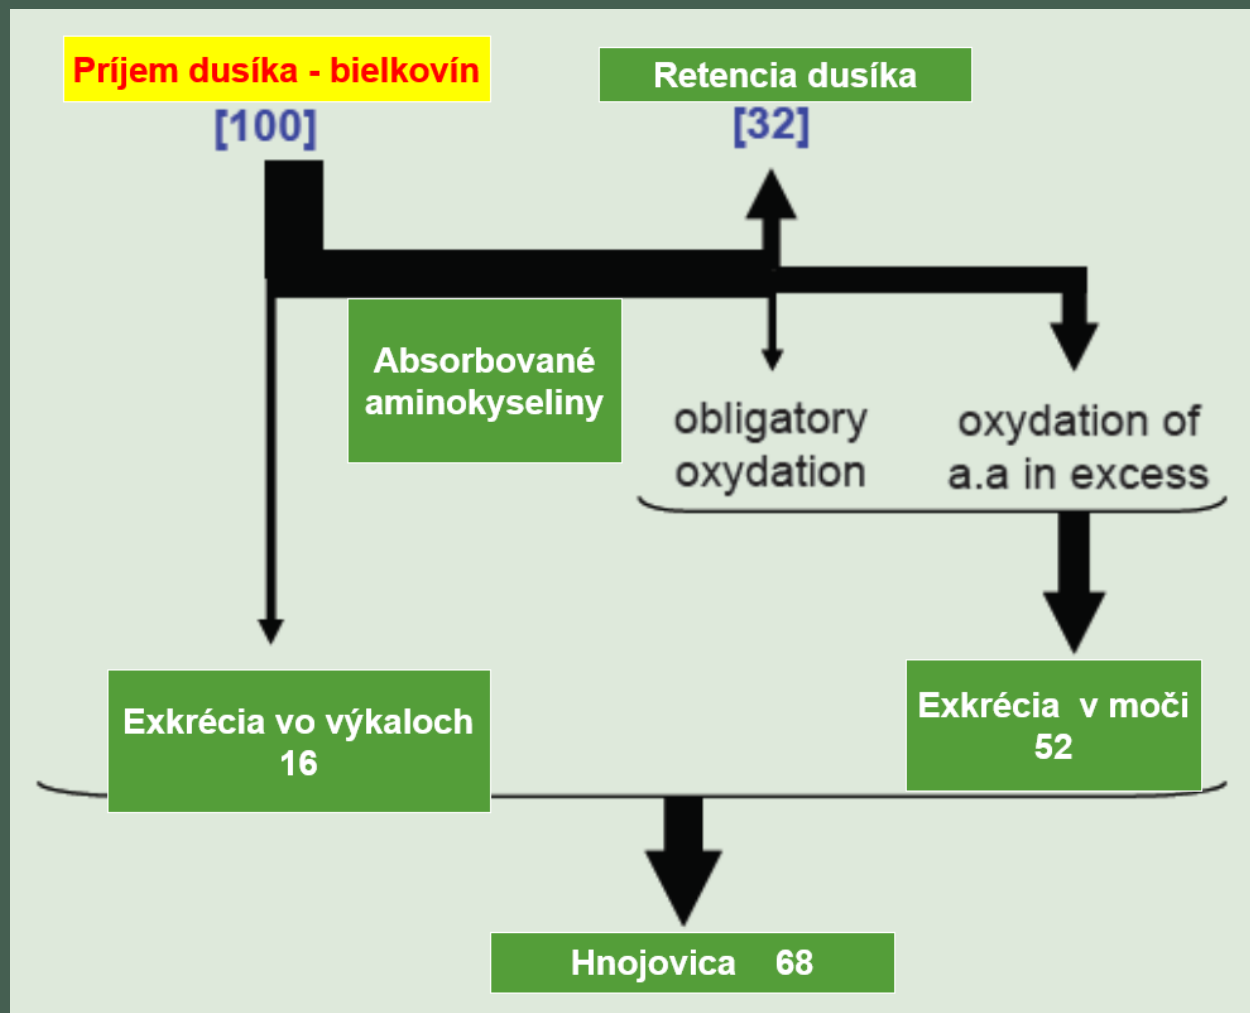 Príjem dusíka - bielkovín
[100]
Retencia dusíka
[32]
Absorbované
aminokyseliny
obligatory
oxydation
oxydation of
a.a in excess
Exkrécia vo výkaloch
16
Exkrécia v moči
52
Hnojovica 68